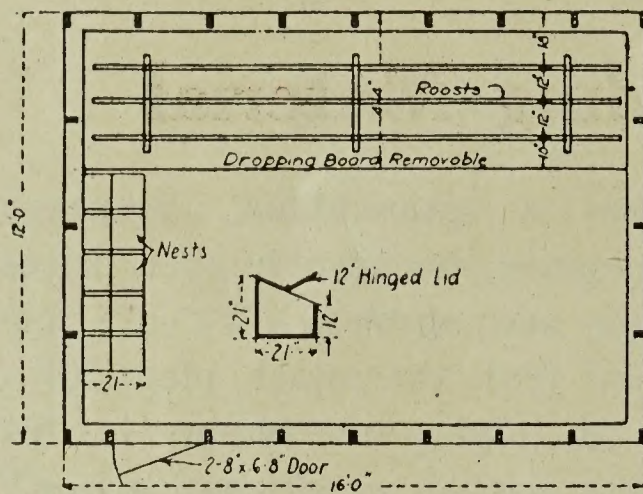 18"
12"
Roosts
4'4"
12"
10"
Dropping Board Removable
12'0"
Nests
12" Hinged Lid
21"
12"
21"
21"
2-8" x 6-8" Door
16'0"